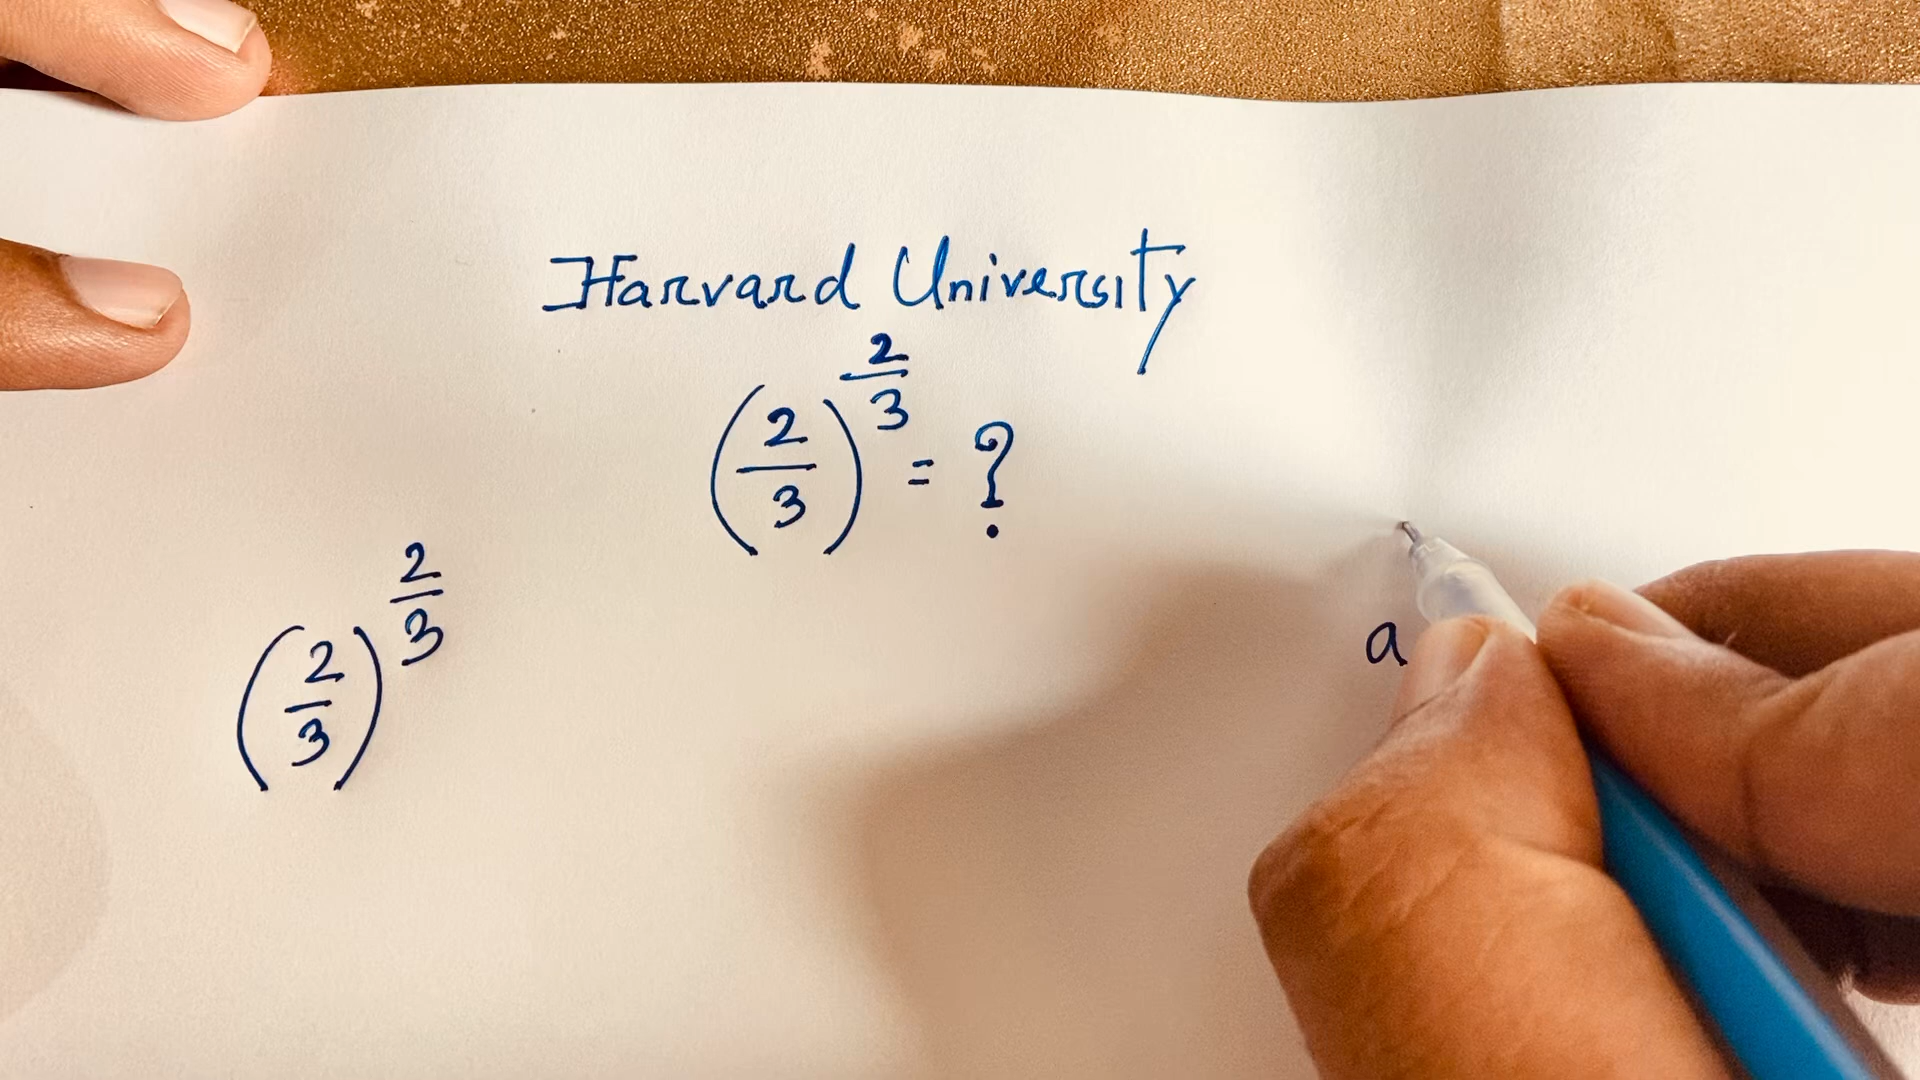 Harvard University
(2/3)^(2/3) = ?
(2/3)^(2/3)
a